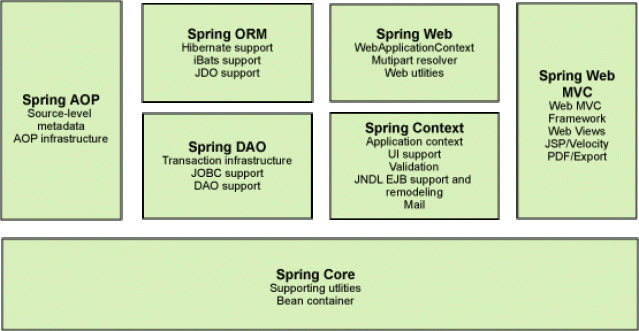 Spring AOP
Source-level
metadata
AOP infrastructure
Spring ORM
Hibernate support
iBats support
JDO support
Spring DAO
Transaction infrastructure
JOBC support
DAO support
Spring Web
WebApplicationContext
Mutipart resolver
Web utlities
Spring Context
Application context
UI support
Validation
JNDL EJB support and
remodeling
Mail
Spring Web
MVC
Web MVC
Framework
Web Views
JSP/Velocity
PDF/Export
Spring Core
Supporting utlities
Bean container